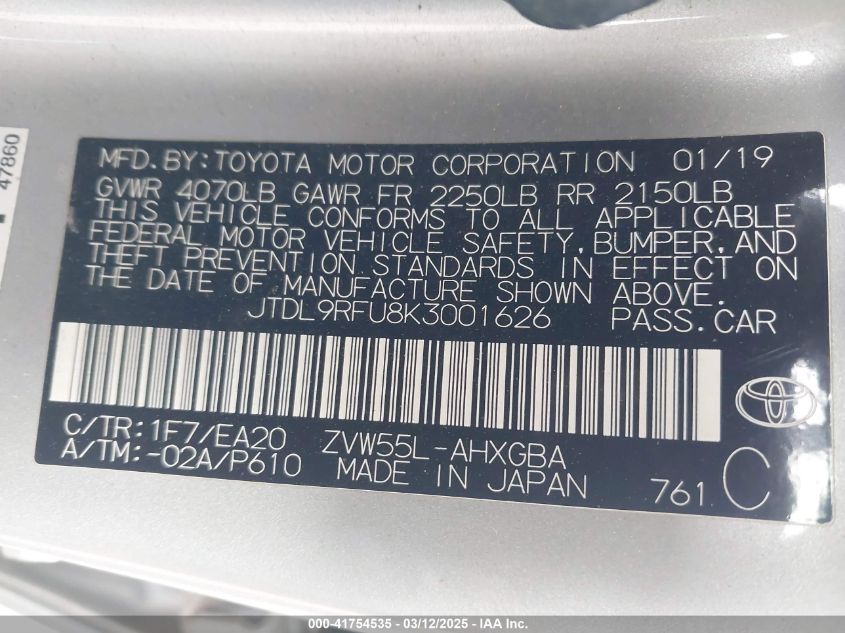 47860
MFD. BY: TOYOTA MOTOR CORPORATION 01/19
GVWR 4070LB GAWR FR 2250LB RR 2150LB
THIS VEHICLE CONFORMS TO ALL APPLICABLE
FEDERAL MOTOR VEHICLE SAFETY, BUMPER, AND
THEFT PREVENTION STANDARDS IN EFFECT ON
THE DATE OF MANUFACTURE SHOWN ABOVE.
JTDL9RFU8K3001626 PASS. CAR
C/TR: 1F7/EA20 ZVW55L-AHXGBA
A/TM: -02A/P610 MADE IN JAPAN 761 C
000-41754535 - 03/12/2025 - IAA Inc.